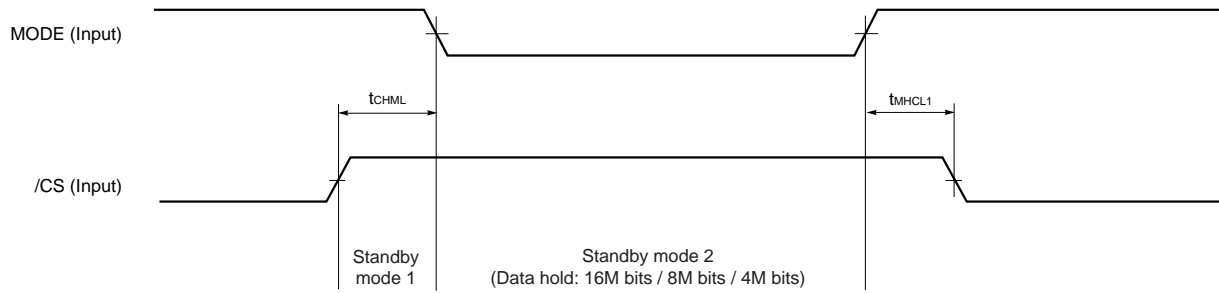 MODE (Input)
tCHML
tMHCL1
/CS (Input)
Standby
mode 1
Standby mode 2
(Data hold: 16M bits / 8M bits / 4M bits)